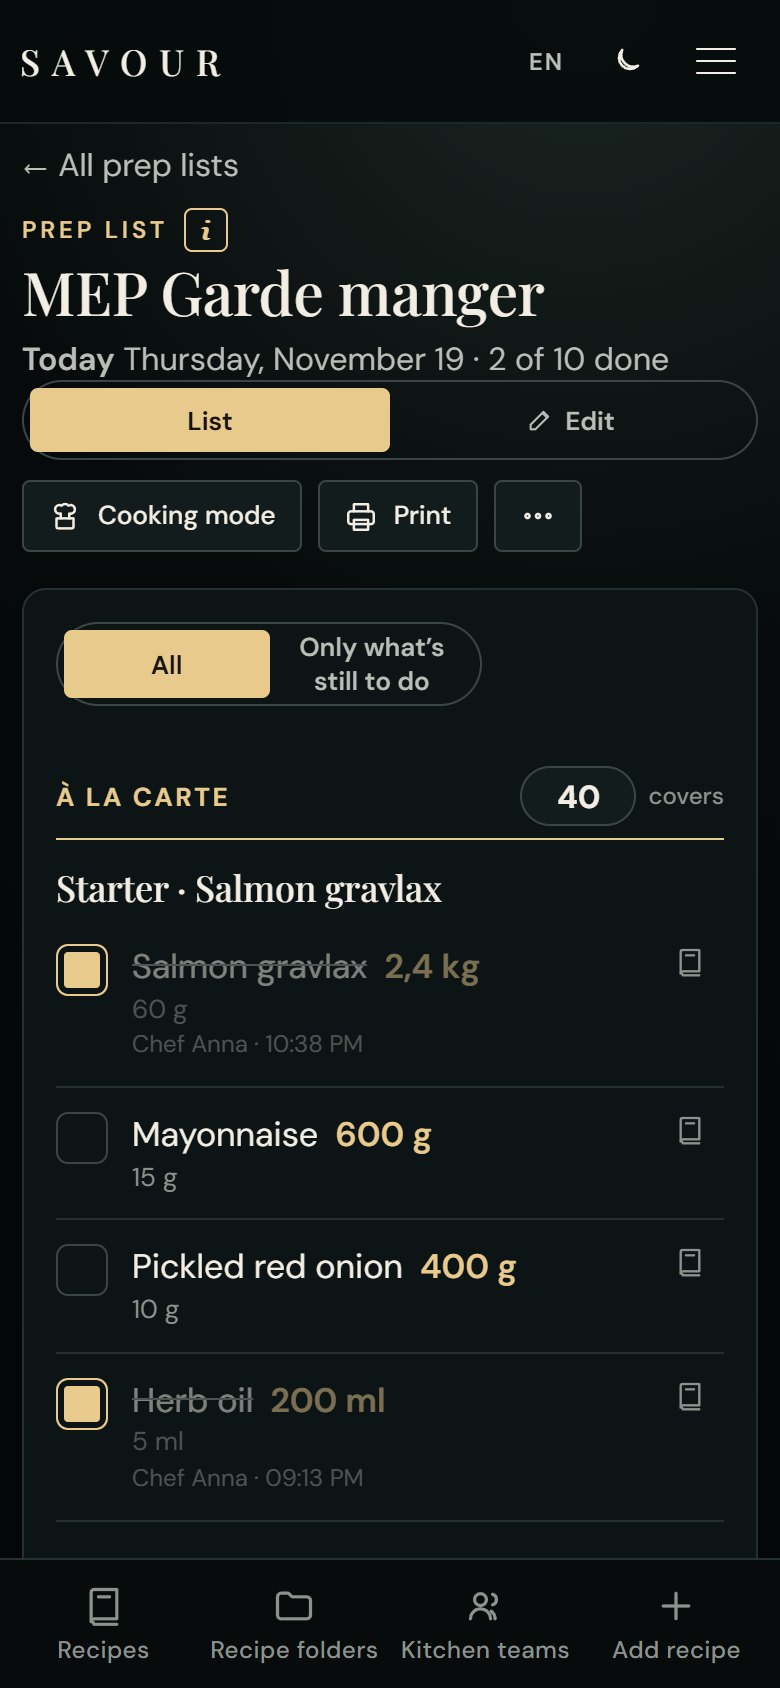 SAVOUR
EN
← All prep lists
PREP LIST i
MEP Garde manger
Today Thursday, November 19 · 2 of 10 done
List
Edit
Cooking mode
Print
All
Only what’s
still to do
À LA CARTE
40 covers
Starter · Salmon gravlax
Salmon gravlax 2,4 kg
60 g
Chef Anna · 10:38 PM
Mayonnaise 600 g
15 g
Pickled red onion 400 g
10 g
Herb oil 200 ml
5 ml
Chef Anna · 09:13 PM
Recipes
Recipe folders
Kitchen teams
Add recipe